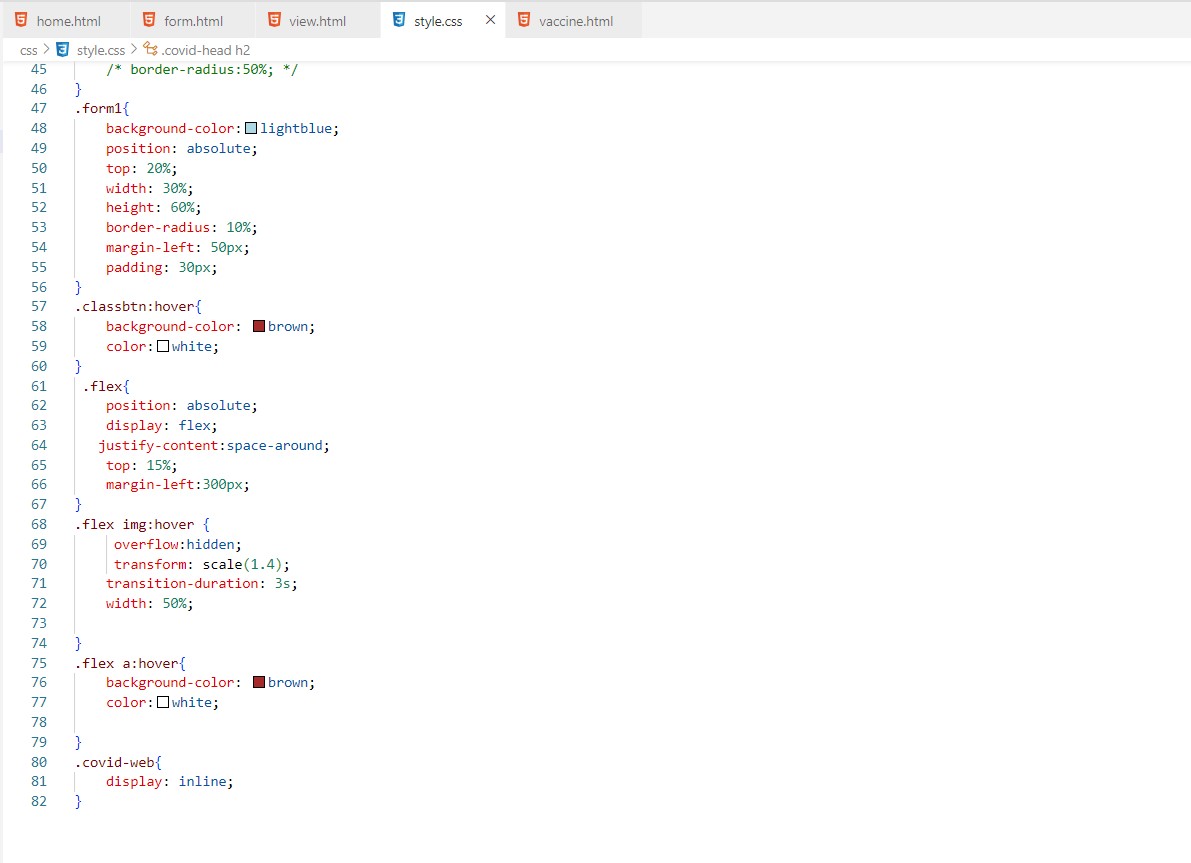 home.html form.html view.html style.css × vaccine.html
css > style.css > .covid-head h2
45 /* border-radius:50%; */
46 }
47 .form1{
48 background-color:lightblue;
49 position: absolute;
50 top: 20%;
51 width: 30%;
52 height: 60%;
53 border-radius: 10%;
54 margin-left: 50px;
55 padding: 30px;
56 }
57 .classbtn:hover{
58 background-color: brown;
59 color:white;
60 }
61 .flex{
62 position: absolute;
63 display: flex;
64 justify-content:space-around;
65 top: 15%;
66 margin-left:300px;
67 }
68 .flex img:hover {
69 overflow:hidden;
70 transform: scale(1.4);
71 transition-duration: 3s;
72 width: 50%;
73
74 }
75 .flex a:hover{
76 background-color: brown;
77 color:white;
78
79 }
80 .covid-web{
81 display: inline;
82 }